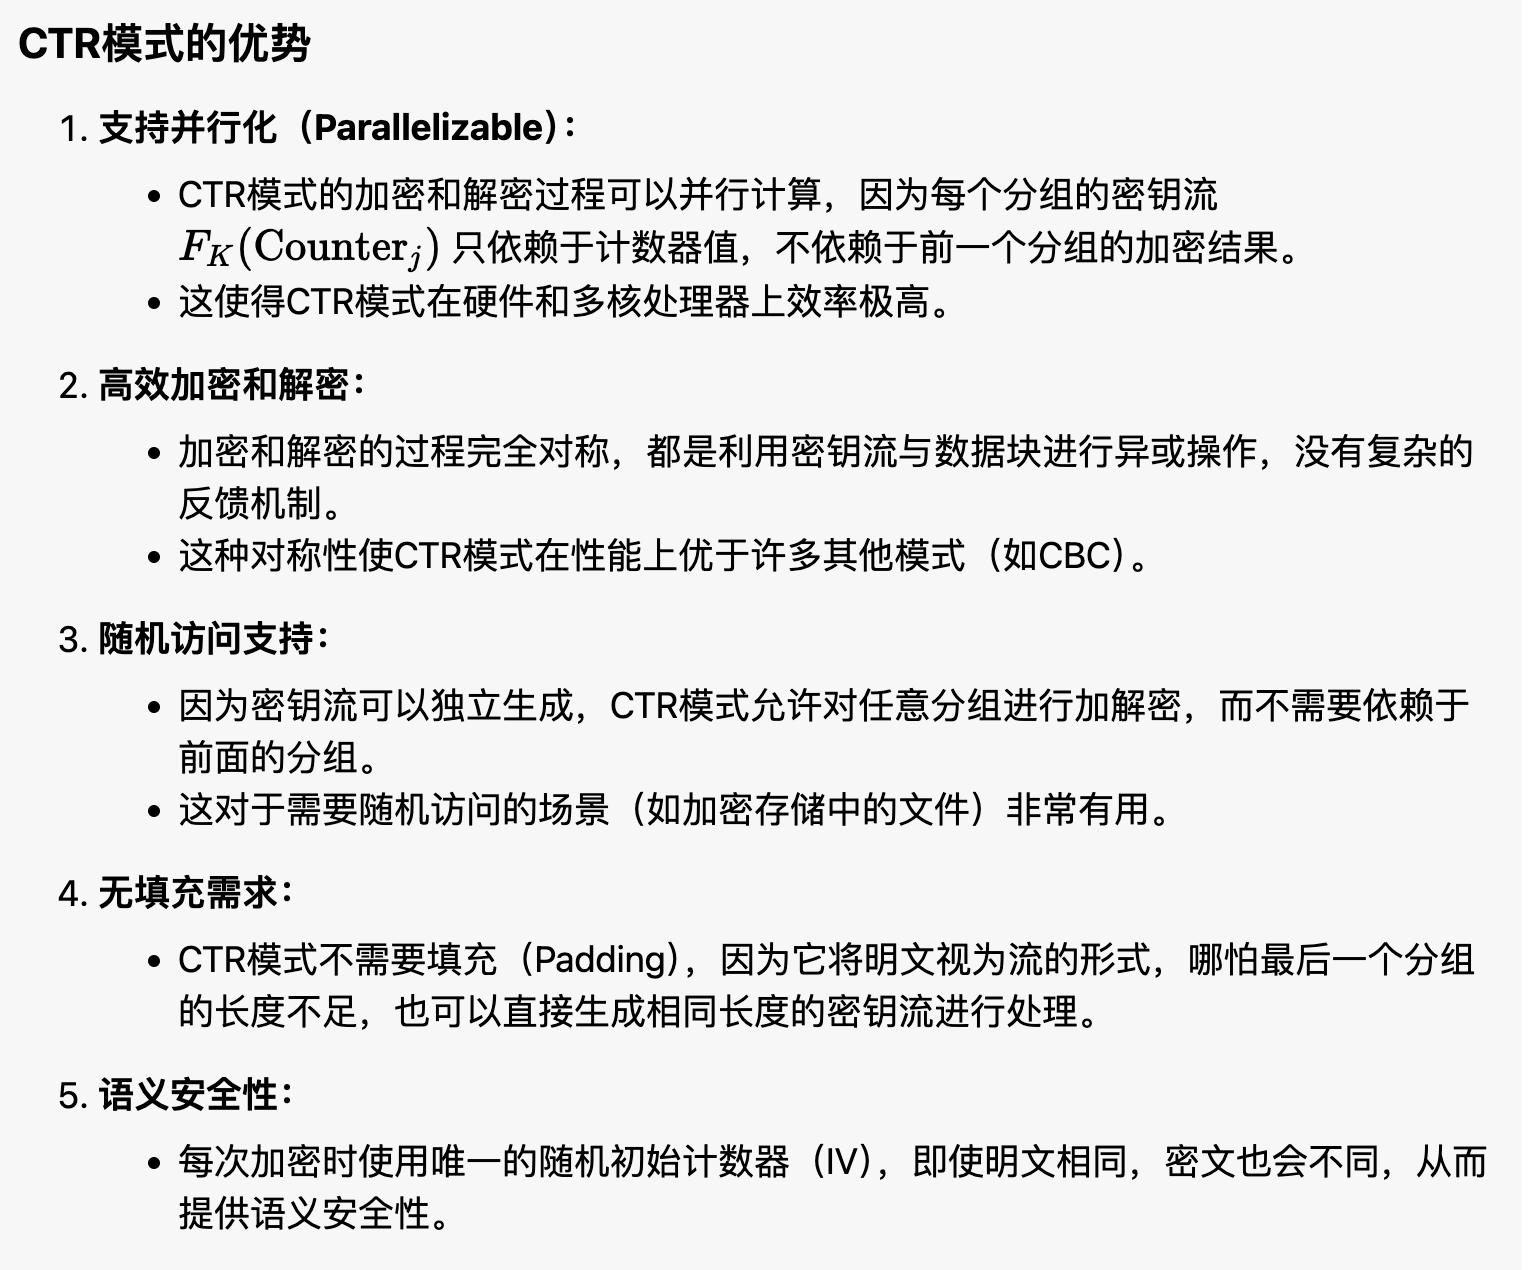 CTR模式的优势
1. 支持并行化（Parallelizable）：
• CTR模式的加密和解密过程可以并行计算，因为每个分组的密钥流
F_K(Counter_j) 只依赖于计数器值，不依赖于前一个分组的加密结果。
• 这使得CTR模式在硬件和多核处理器上效率极高。
2. 高效加密和解密：
• 加密和解密的过程完全对称，都是利用密钥流与数据块进行异或操作，没有复杂的
反馈机制。
• 这种对称性使CTR模式在性能上优于许多其他模式（如CBC）。
3. 随机访问支持：
• 因为密钥流可以独立生成，CTR模式允许对任意分组进行加解密，而不需要依赖于
前面的分组。
• 这对于需要随机访问的场景（如加密存储中的文件）非常有用。
4. 无填充需求：
• CTR模式不需要填充（Padding），因为它将明文视为流的形式，哪怕最后一个分组
的长度不足，也可以直接生成相同长度的密钥流进行处理。
5. 语义安全性：
• 每次加密时使用唯一的随机初始计数器（IV），即使明文相同，密文也会不同，从而
提供语义安全性。